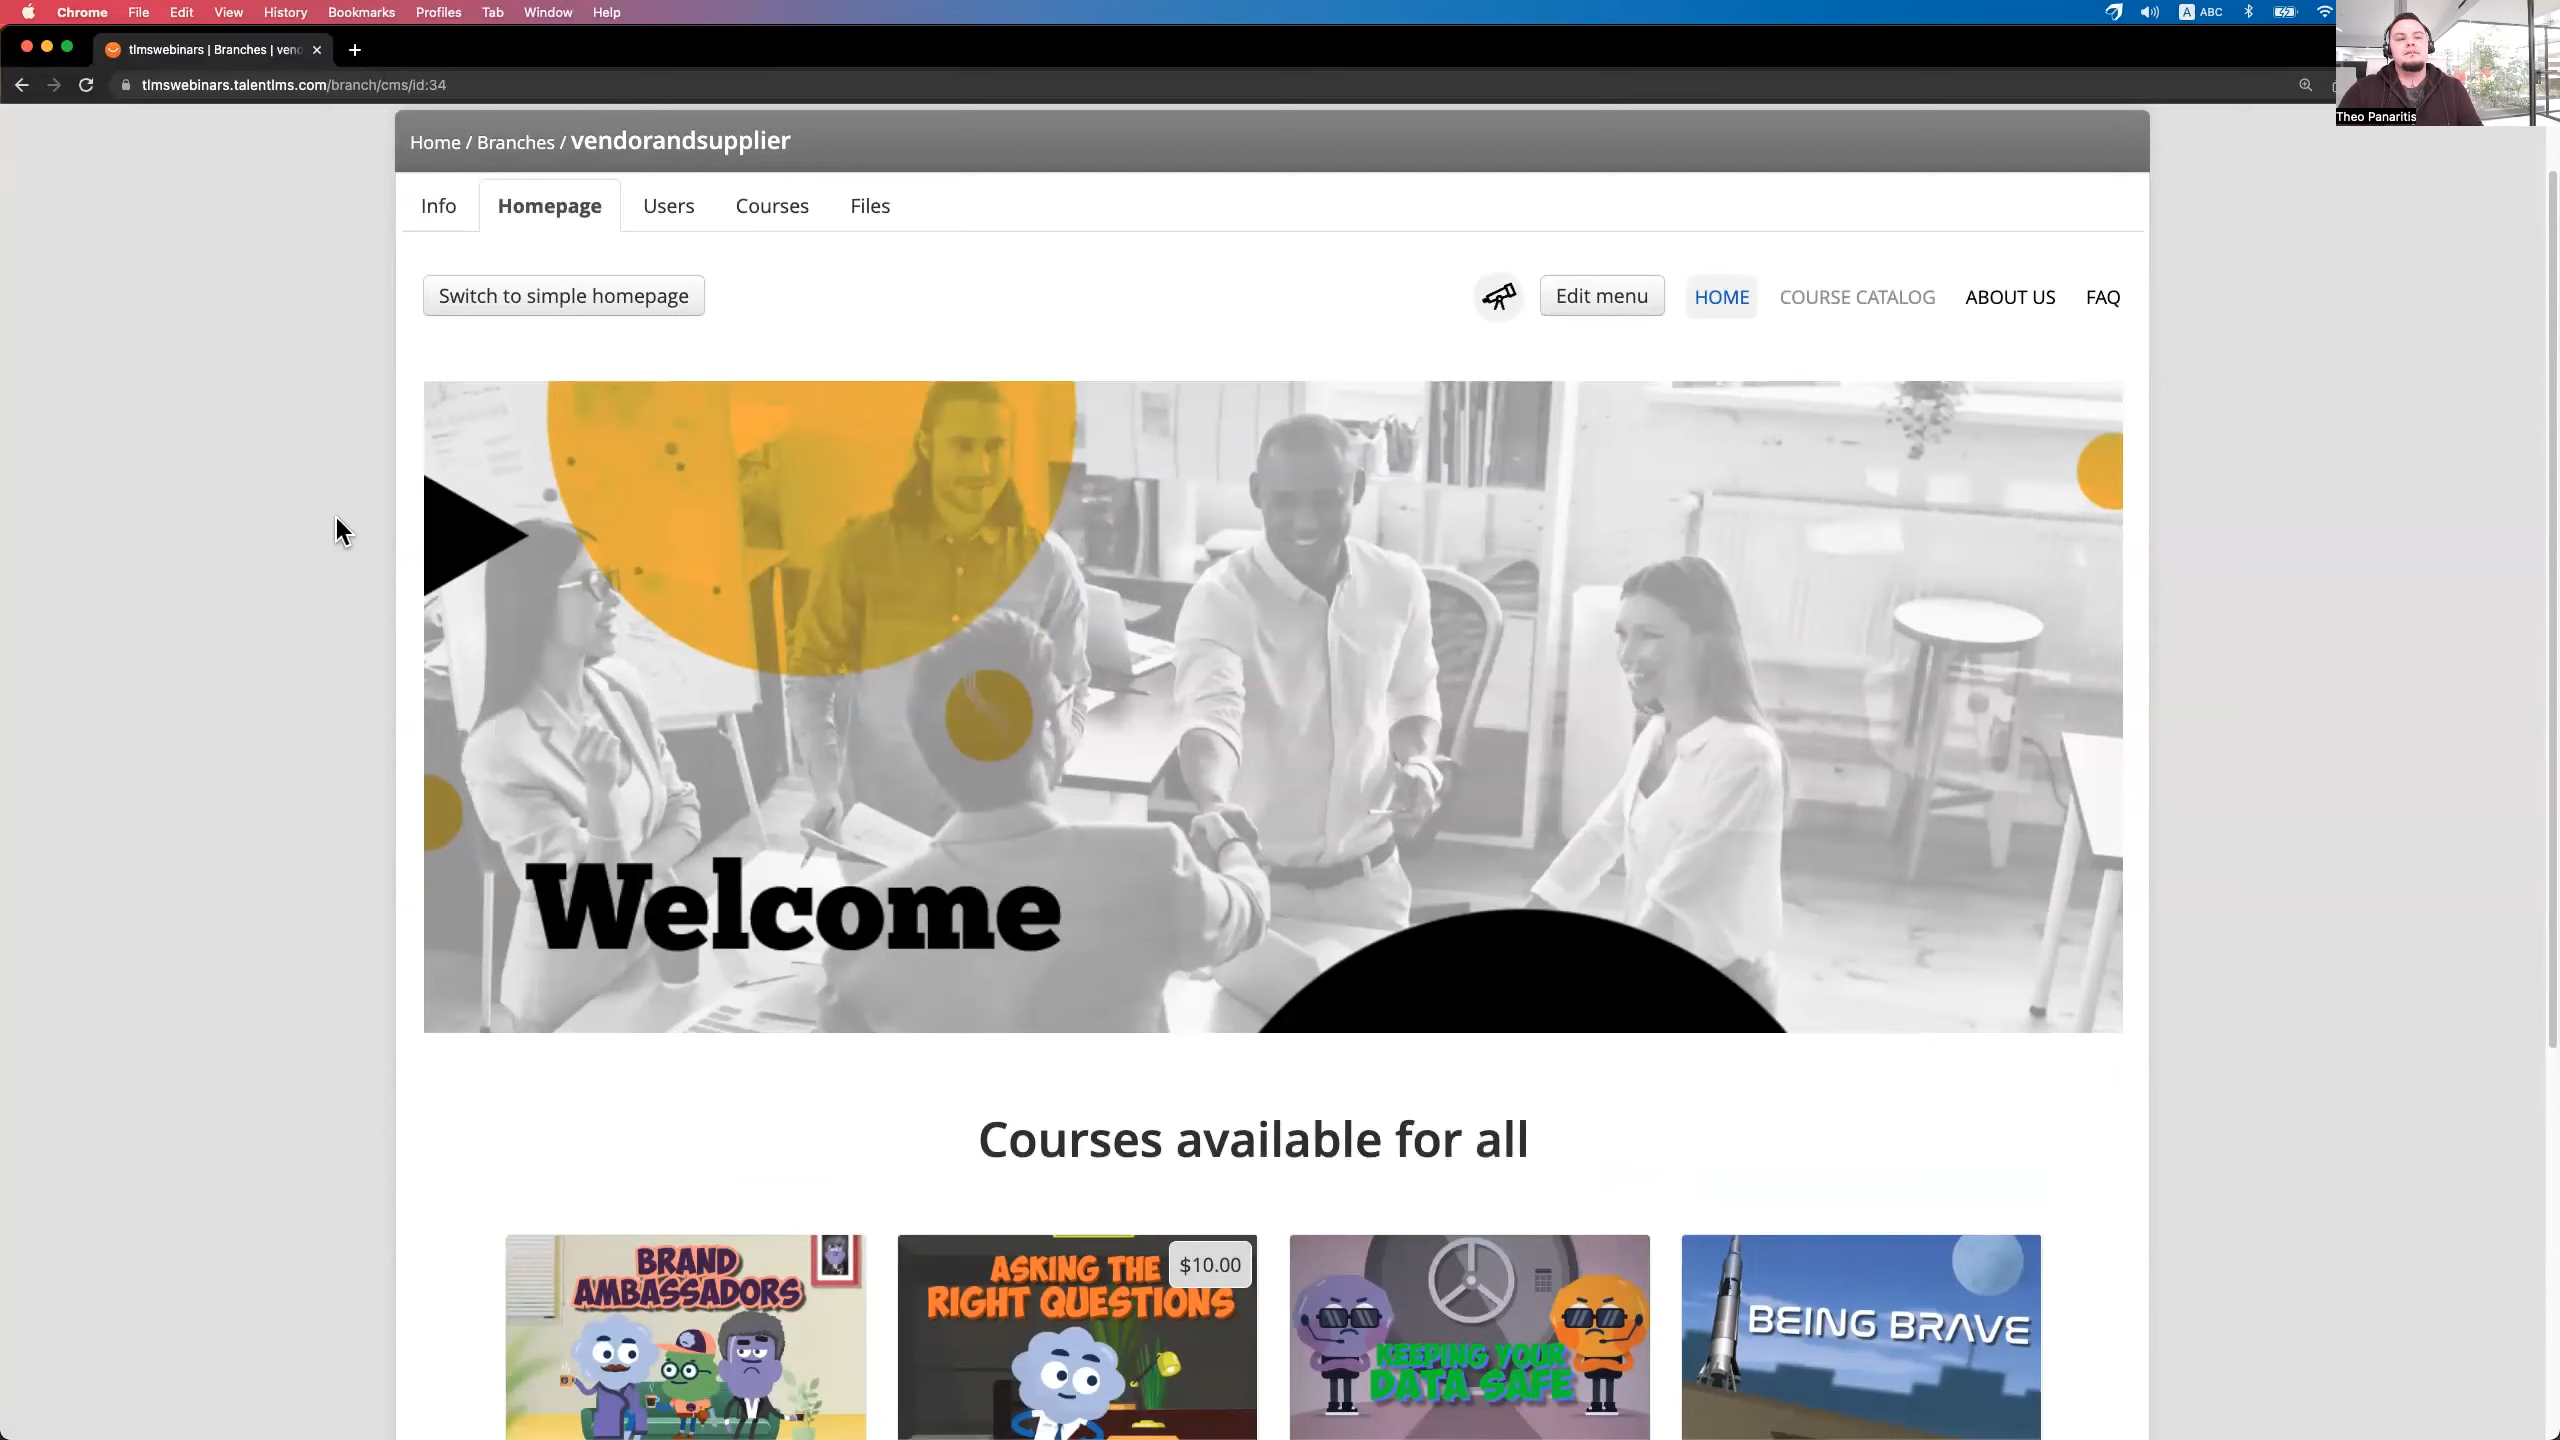 Chrome File Edit View History Bookmarks Profiles Tab Window Help
A ABC
tlmswebinars | Branches | ven
tlmswebinars.talentlms.com/branch/cms/id:34
Theo Panaritis
Home / Branches / vendorandsupplier
Info Homepage Users Courses Files
Switch to simple homepage
Edit menu HOME COURSE CATALOG ABOUT US FAQ
Welcome
Courses available for all
BRAND
AMBASSADORS
ASKING THE
RIGHT QUESTIONS
$10.00
KEEPING YOUR
DATA SAFE
BEING BRAVE